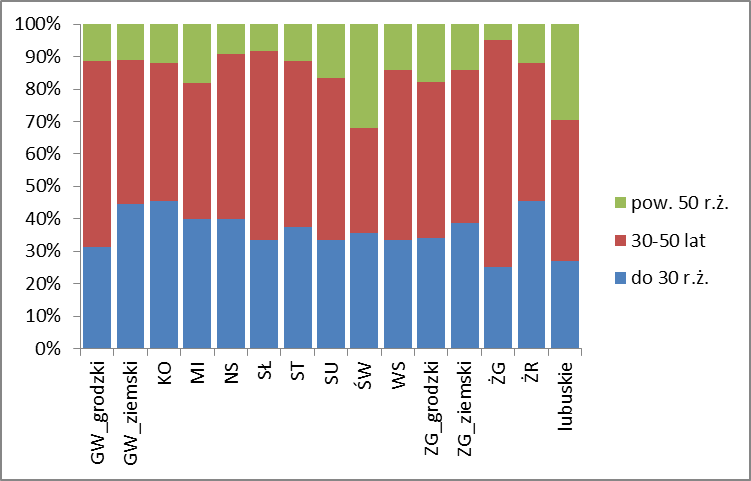 100%
90%
80%
70%
60%
50%
40%
30%
20%
10%
0%
GW_grodzki
GW_ziemski
KO
MI
NS
SŁ
ST
SU
ŚW
WS
ZG_grodzki
ZG_ziemski
ŻG
ŻR
lubuskie
pow. 50 r.ż.
30-50 lat
do 30 r.ż.